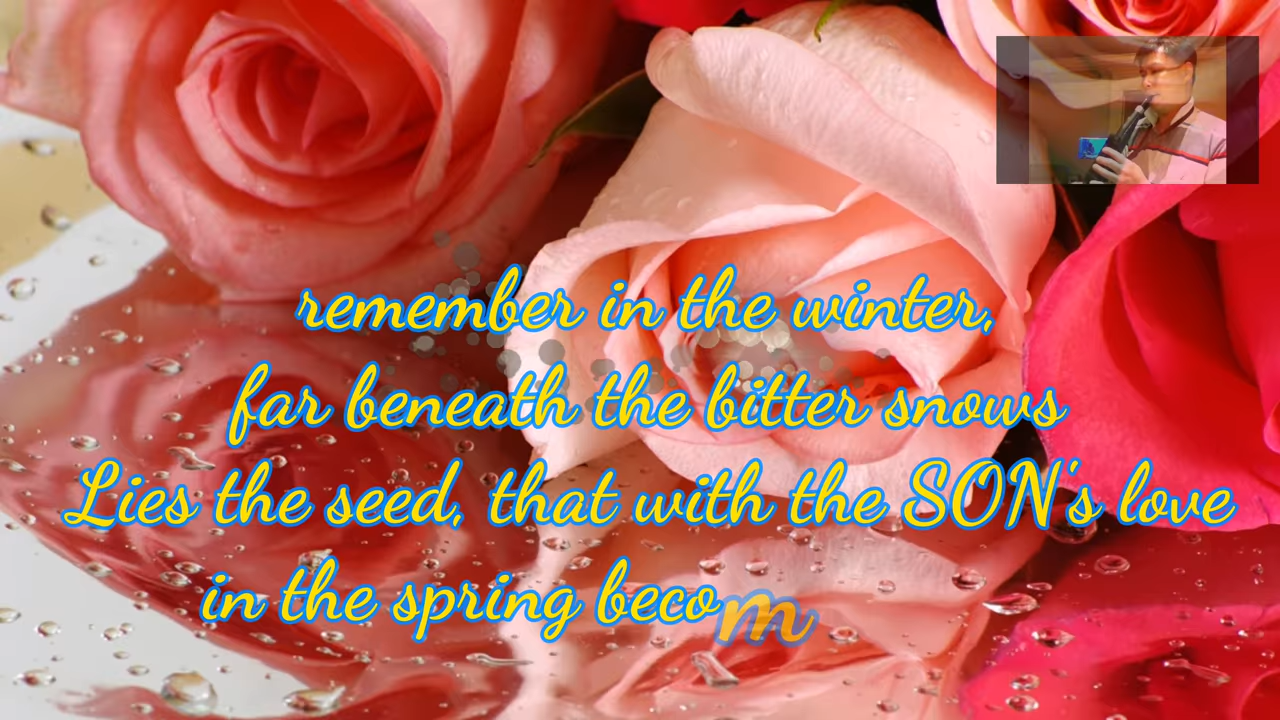 remember in the winter,
far beneath the bitter snows
Lies the seed, that with the SON's love
in the spring becom